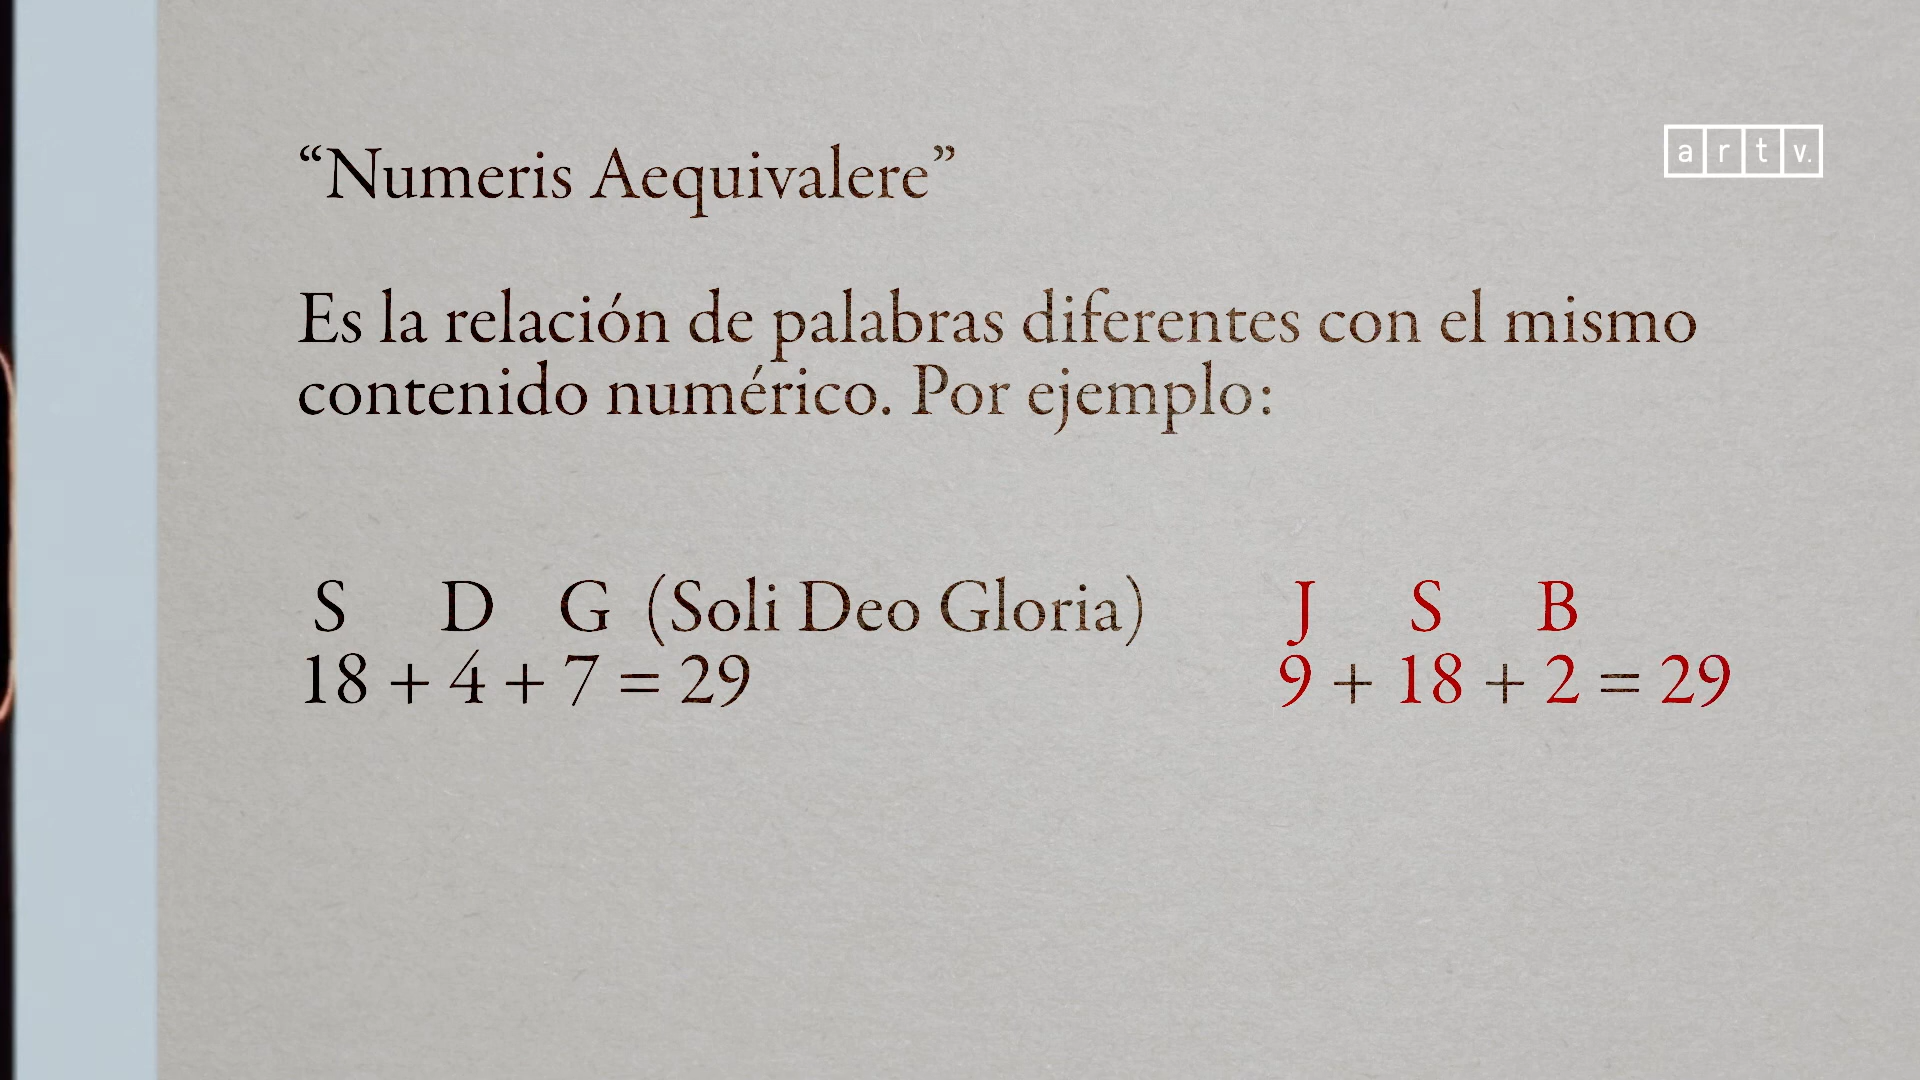 artv.
“Numeris Aequivalere”
Es la relación de palabras diferentes con el mismo
contenido numérico. Por ejemplo:
S D G (Soli Deo Gloria) J S B
18 + 4 + 7 = 29 9 + 18 + 2 = 29